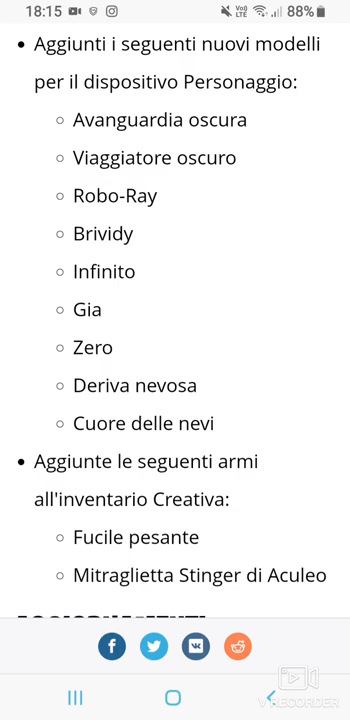 18:15 Vo)) LTE 88%
Aggiunti i seguenti nuovi modelli
per il dispositivo Personaggio:
Avanguardia oscura
Viaggiatore oscuro
Robo-Ray
Brividy
Infinito
Gia
Zero
Deriva nevosa
Cuore delle nevi
Aggiunte le seguenti armi
all'inventario Creativa:
Fucile pesante
Mitraglietta Stinger di Aculeo
V RECORDER